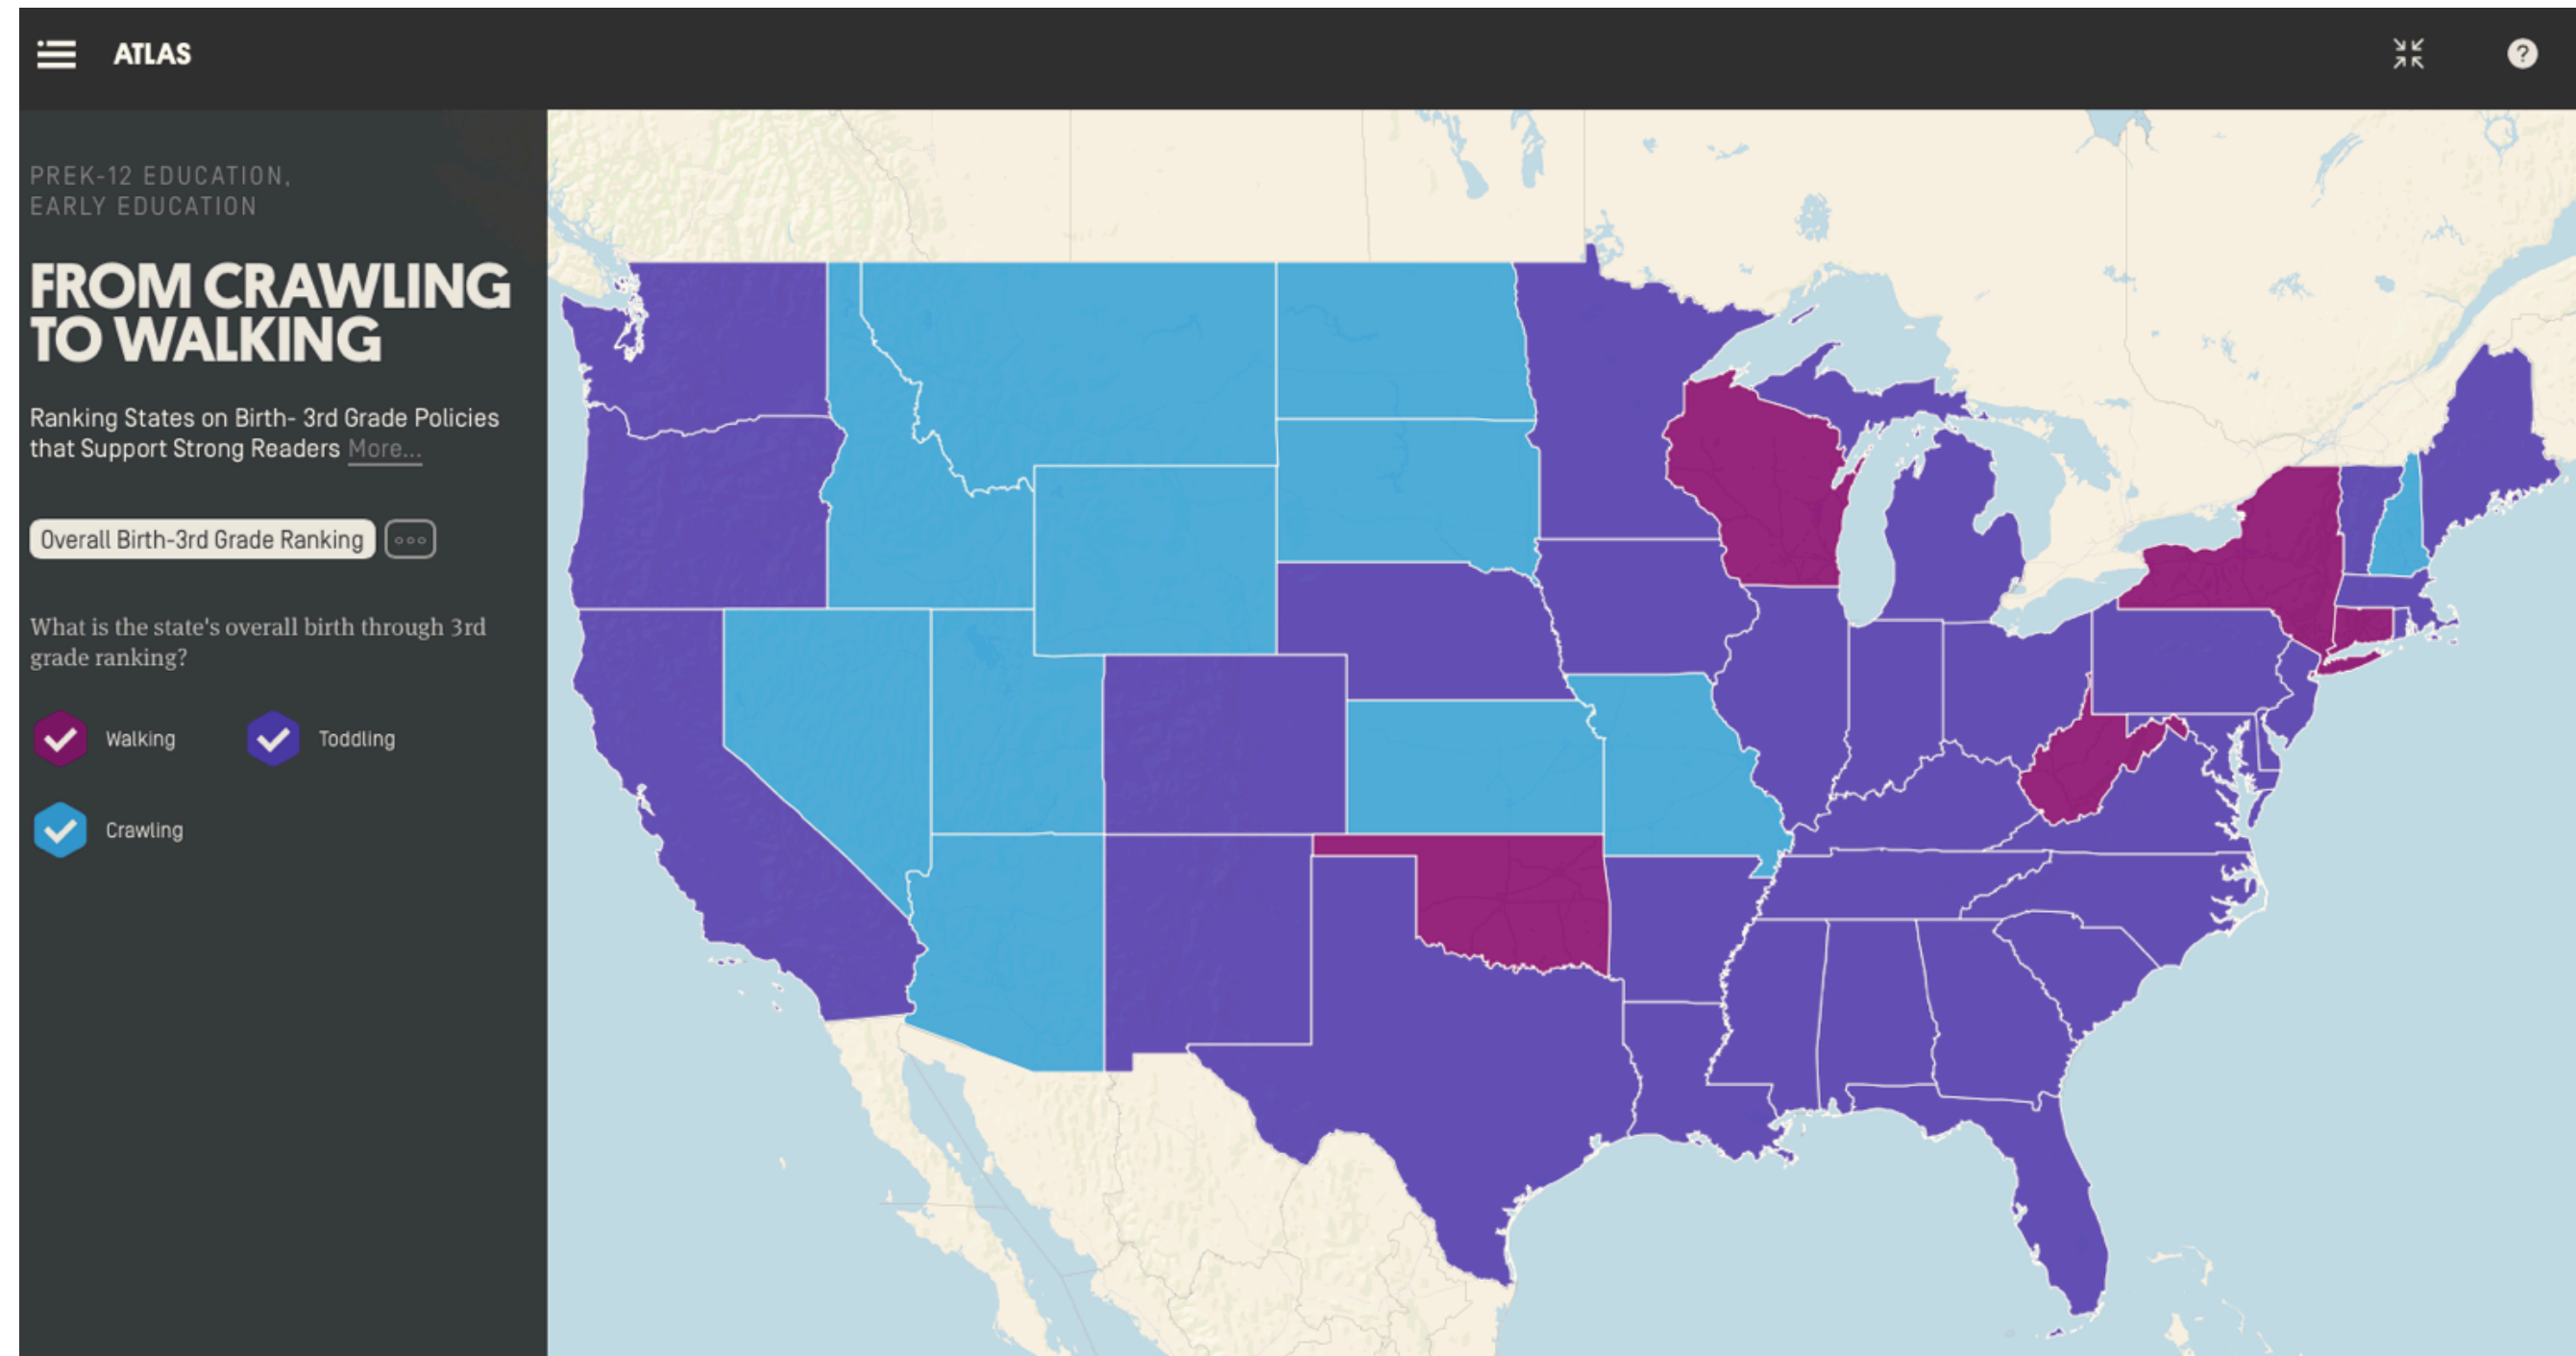 ATLAS
?
PREK-12 EDUCATION,
EARLY EDUCATION
FROM CRAWLING
TO WALKING
Ranking States on Birth- 3rd Grade Policies
that Support Strong Readers More...
Overall Birth-3rd Grade Ranking
What is the state's overall birth through 3rd
grade ranking?
Walking Toddling
Crawling